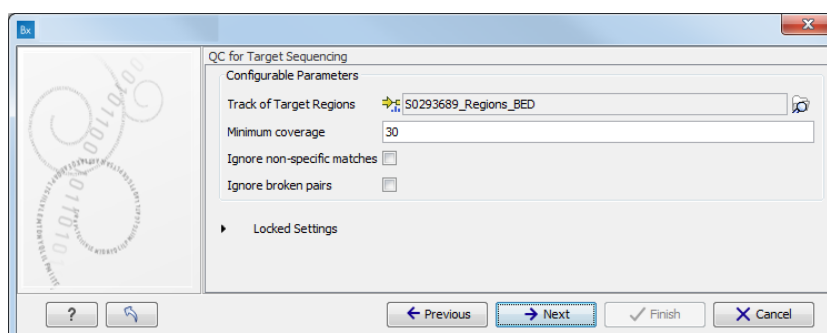 Bx
QC for Target Sequencing
Configurable Parameters
Track of Target Regions S0293689_Regions_BED
Minimum coverage 30
Ignore non-specific matches
Ignore broken pairs
Locked Settings
? Previous Next Finish Cancel